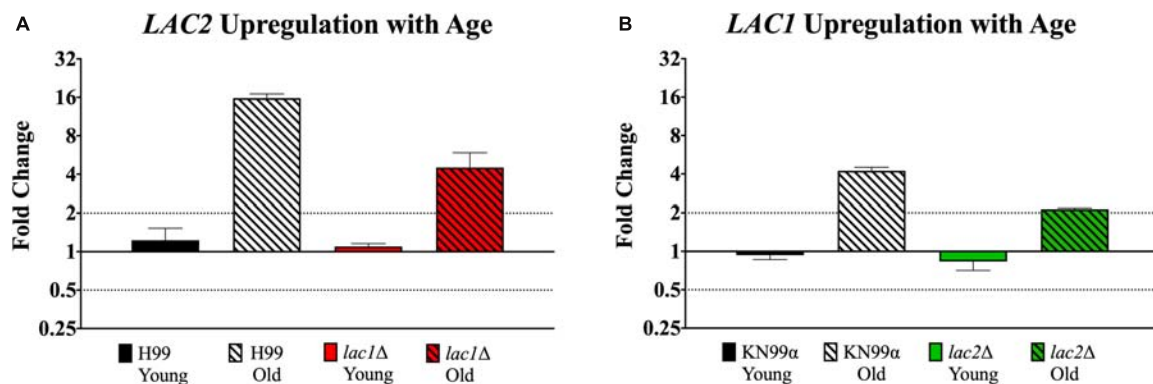 A
LAC2 Upregulation with Age
Fold Change
32
16
8
4
2
1
0.5
0.25
H99 Young
H99 Old
lac1Δ Young
lac1Δ Old
B
LAC1 Upregulation with Age
Fold Change
32
16
8
4
2
1
0.5
0.25
KN99α Young
KN99α Old
lac2Δ Young
lac2Δ Old